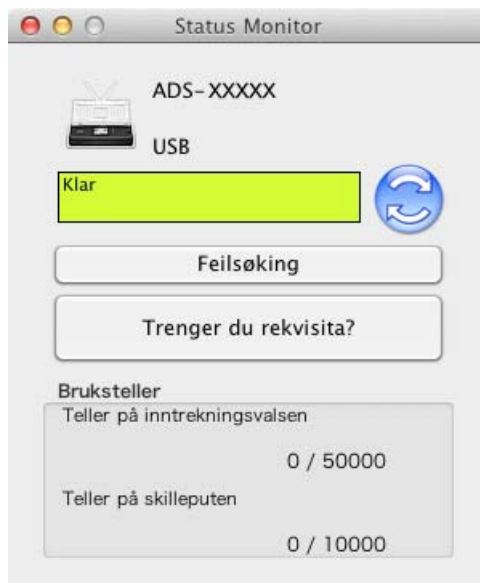 Status Monitor
ADS-XXXXX
USB
Klar
Feilsøking
Trenger du rekvisita?
Bruksteller
Teller på inntrekningsvalsen
0 / 50000
Teller på skilleputen
0 / 10000